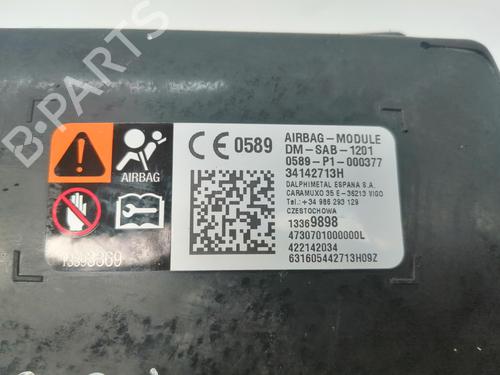 B-PARTS
CE 0589
AIRBAG-MODULE
DM-SAB-1201
0589-P1-000377
34142713H
DALPHIMETAL ESPANA S.A.
CARAMUXO 35 E-36213 VIGO
Tel.: +34 986 293 129
CZESTOCHOWA
13369898
4730701000000L
422142034
631605442713H09Z
AIRBAG